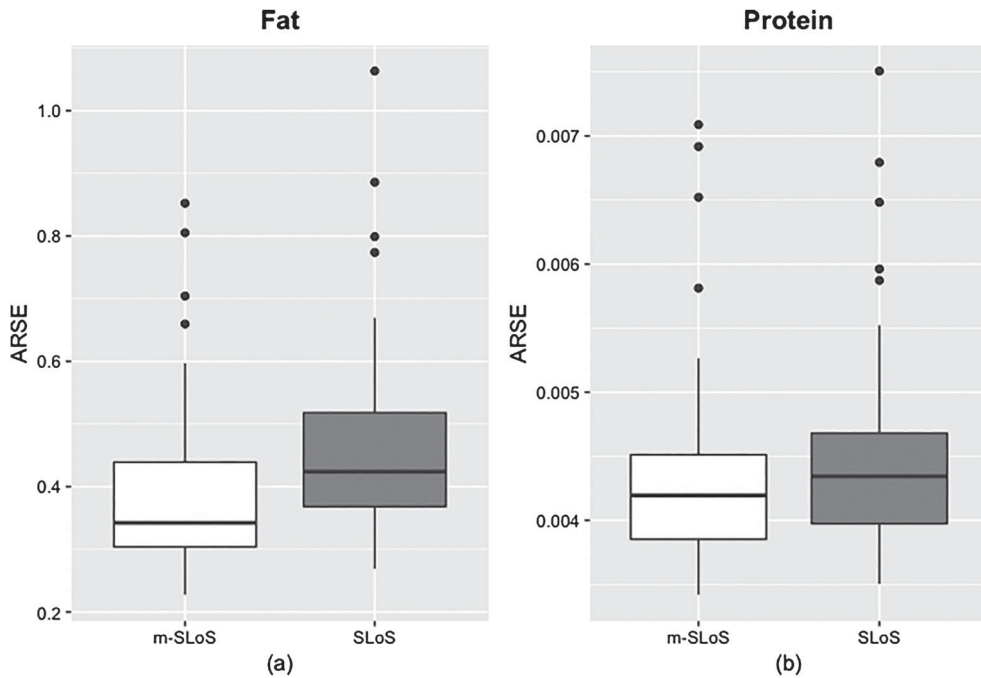 Fat
ARSE
1.0
0.8
0.6
0.4
0.2
m-SLoS SLoS
(a)
Protein
ARSE
0.007
0.006
0.005
0.004
m-SLoS SLoS
(b)